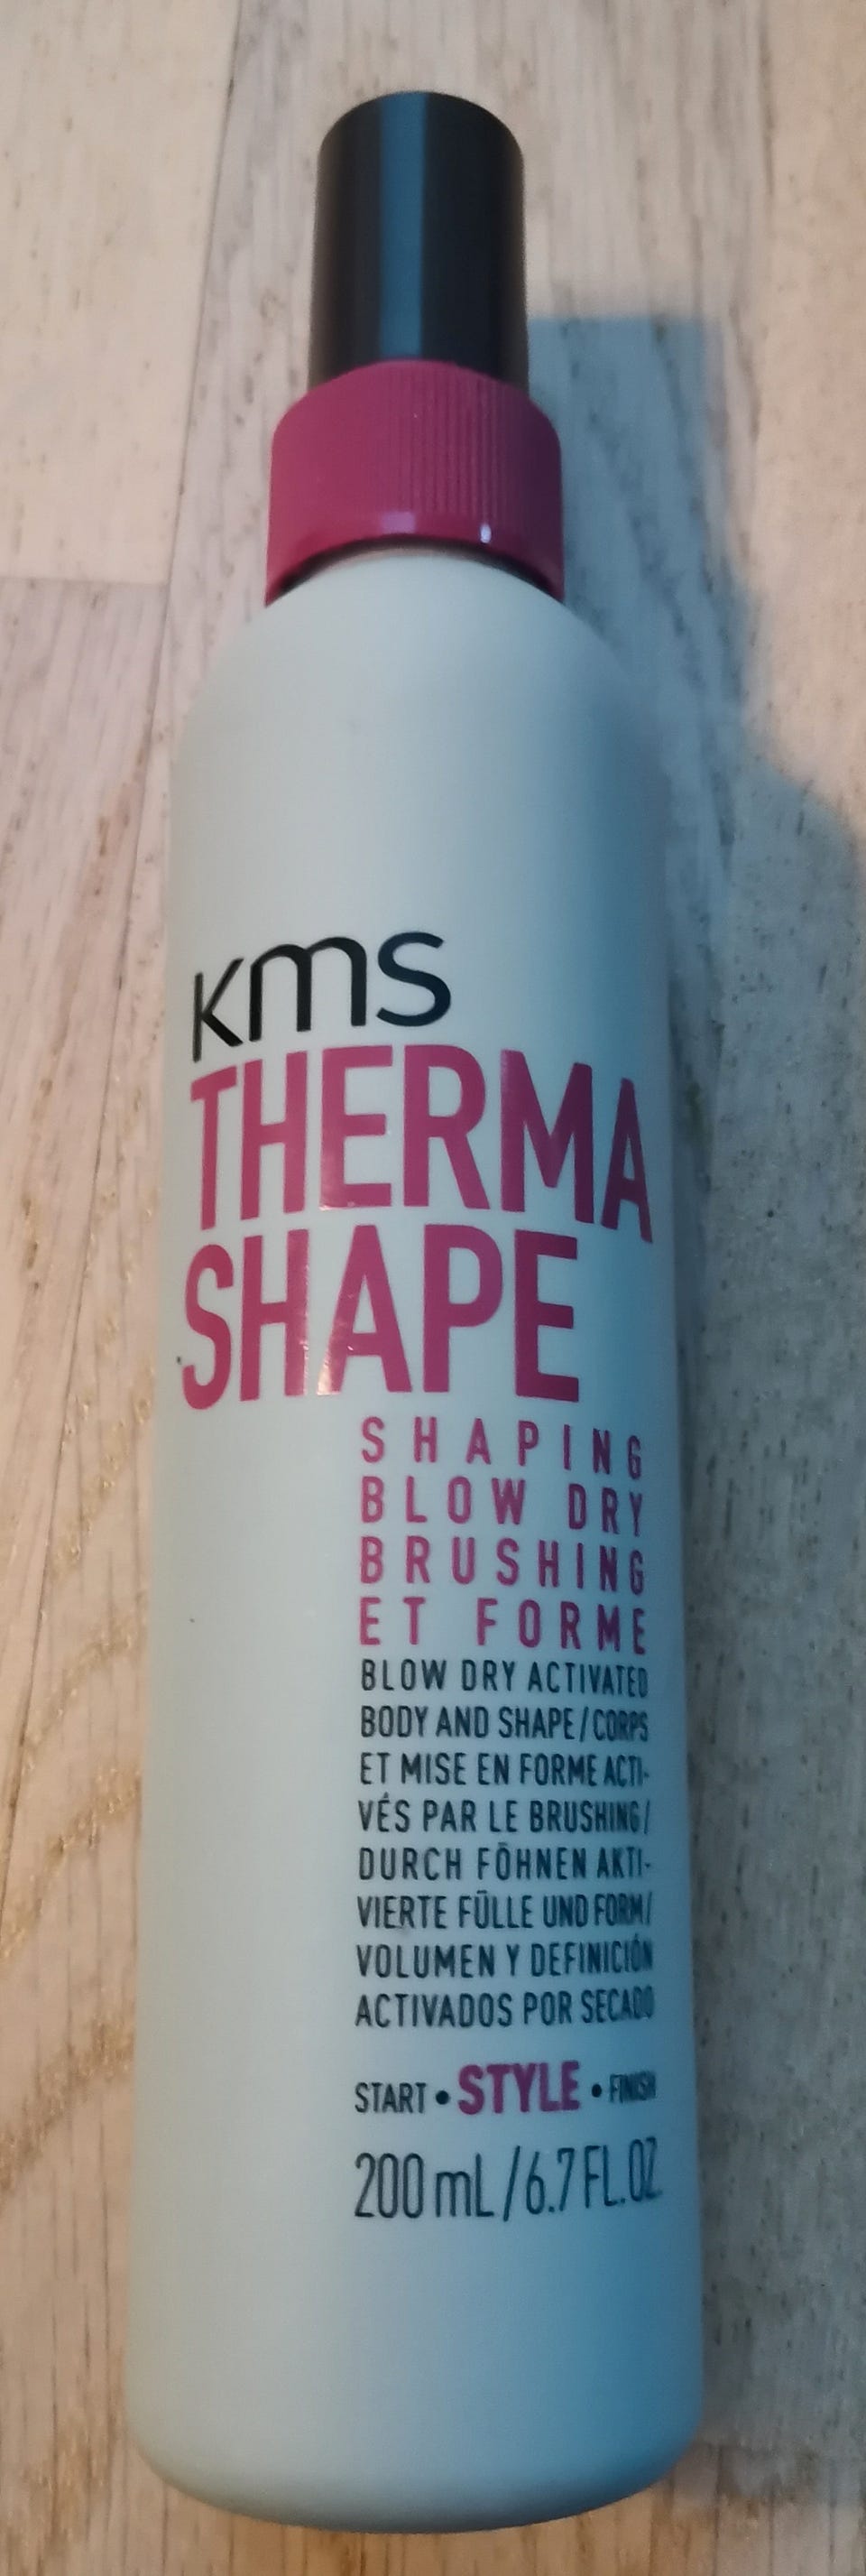 kms
THERMA
SHAPE
SHAPING
BLOW DRY
BRUSHING
ET FORME
BLOW DRY ACTIVATED
BODY AND SHAPE/CORPS
ET MISE EN FORME ACTI-
VÉS PAR LE BRUSHING/
DURCH FÖHNEN AKTI-
VIERTE FÜLLE UND FORM/
VOLUMEN Y DEFINICIÓN
ACTIVADOS POR SECADO
START • STYLE • FINISH
200 mL/6.7 FL.OZ.